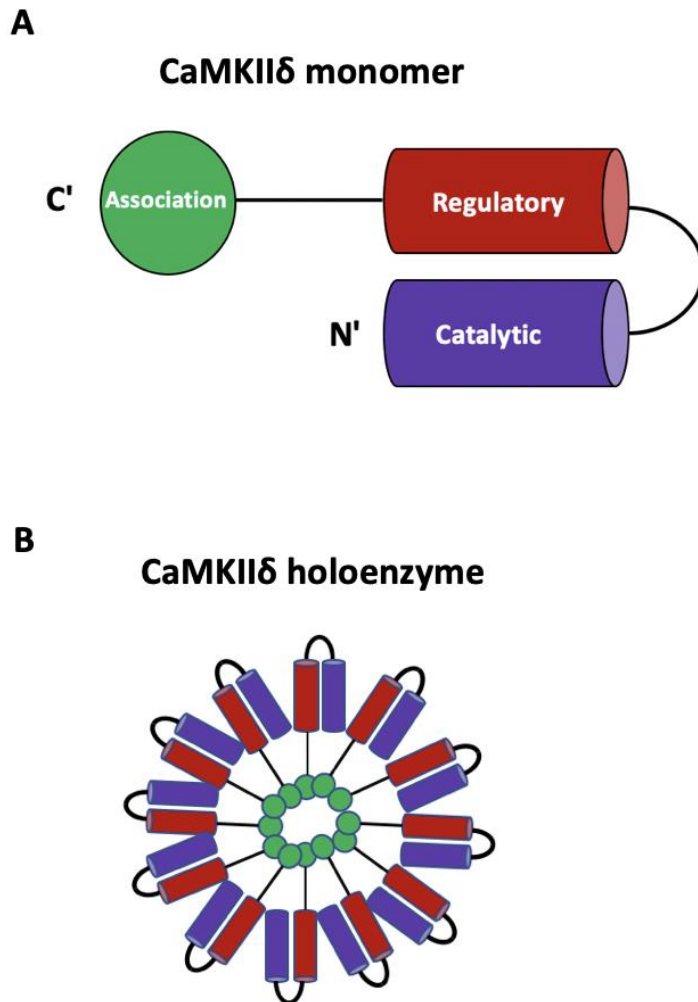 A
CaMKIIδ monomer
C' Association Regulatory
N' Catalytic
B
CaMKIIδ holoenzyme